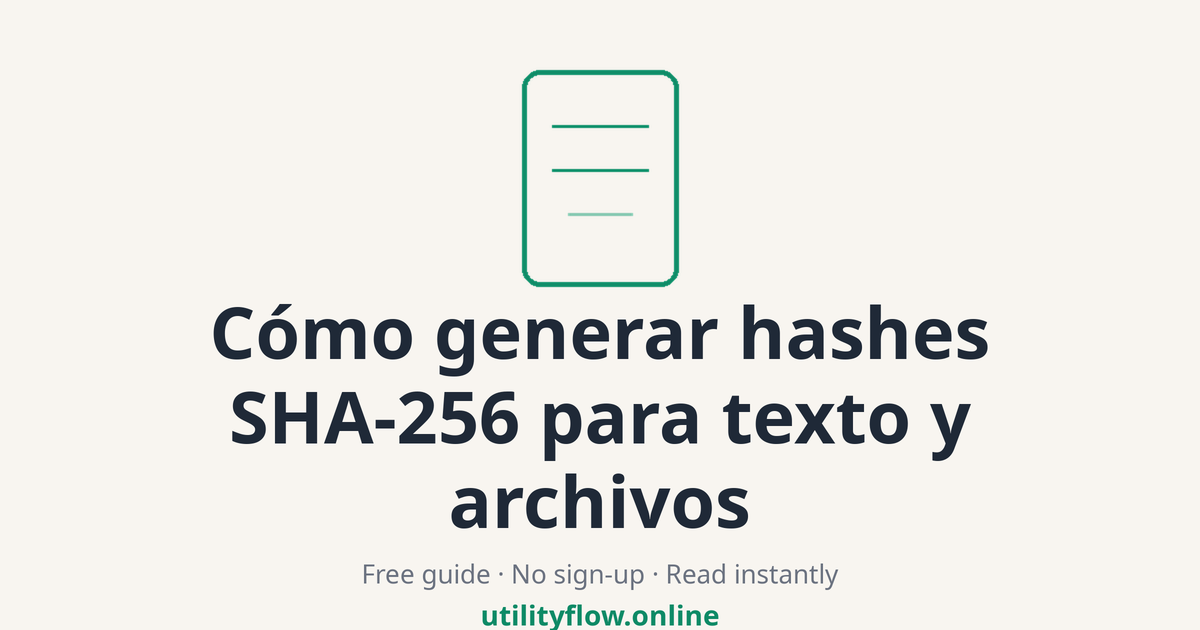 Cómo generar hashes
SHA-256 para texto y
archivos
Free guide · No sign-up · Read instantly
utilityflow.online